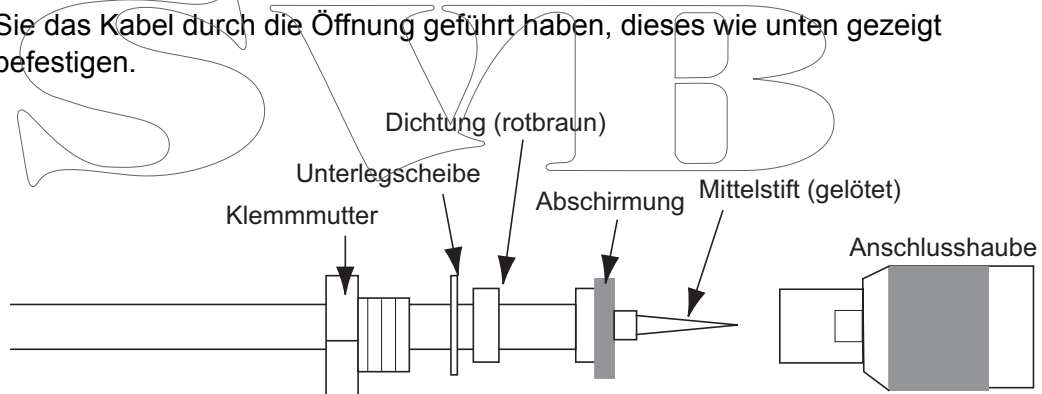 Sie das Kabel durch die Öffnung geführt haben, dieses wie unten gezeigt
befestigen.
SVB
Dichtung (rotbraun)
Unterlegscheibe
Abschirmung
Mittelstift (gelötet)
Klemmmutter
Anschlusshaube